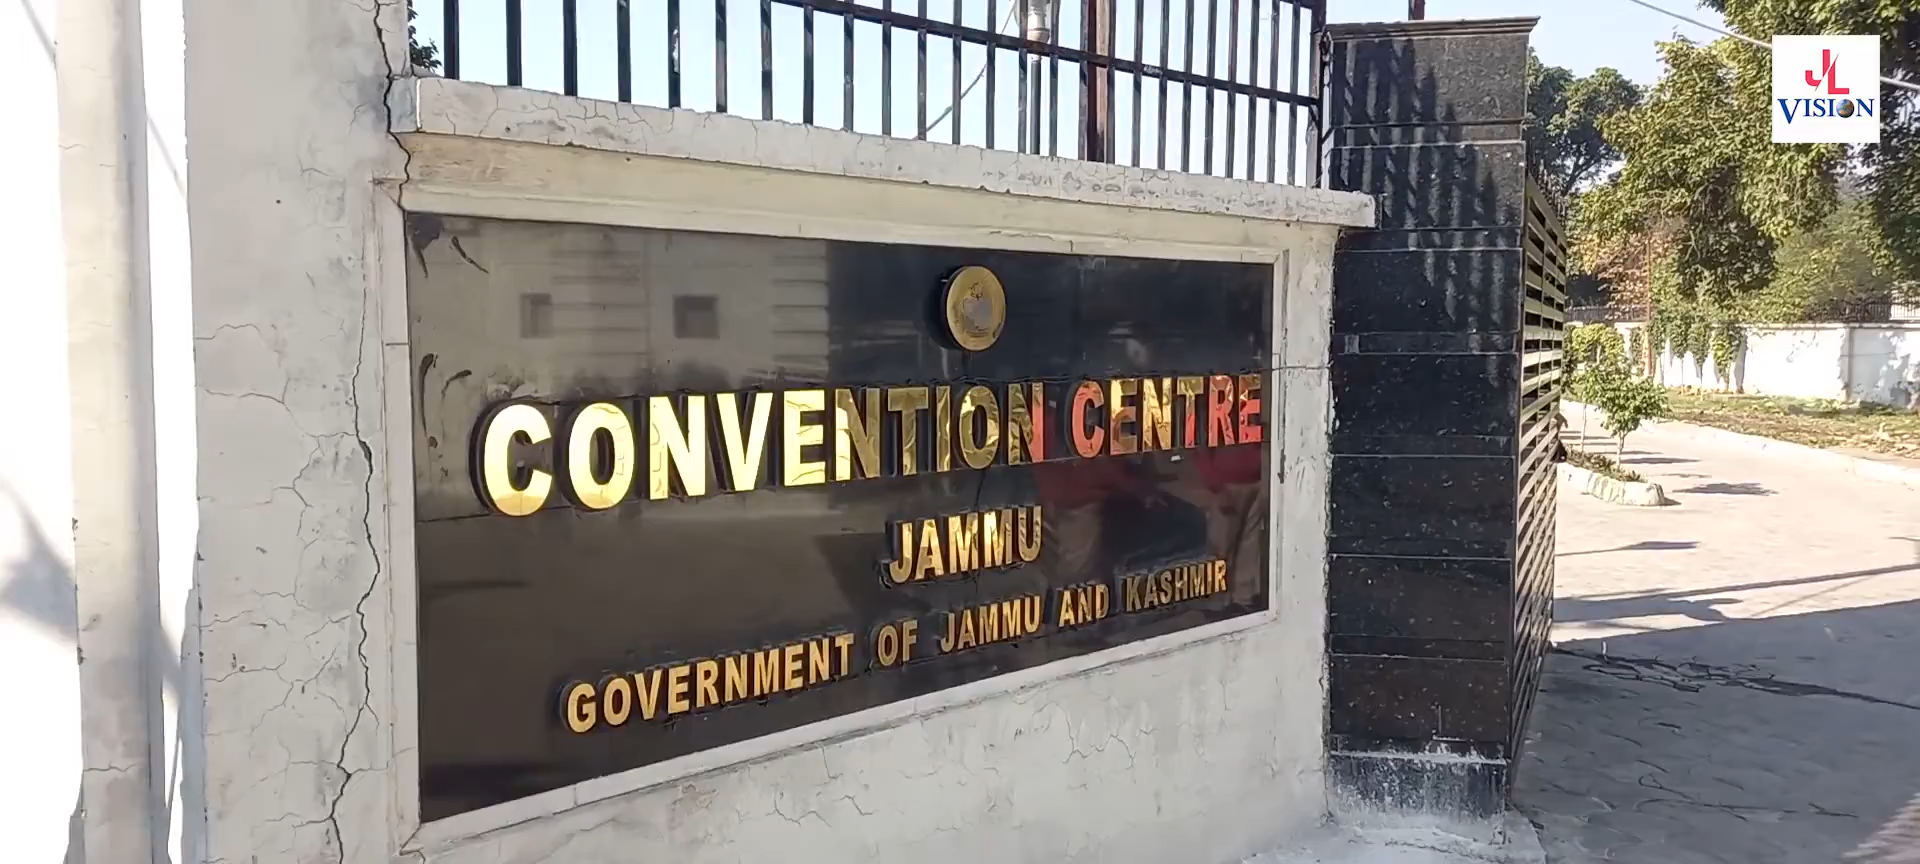 JL
VISION
CONVENTION CENTRE
JAMMU
GOVERNMENT OF JAMMU AND KASHMIR